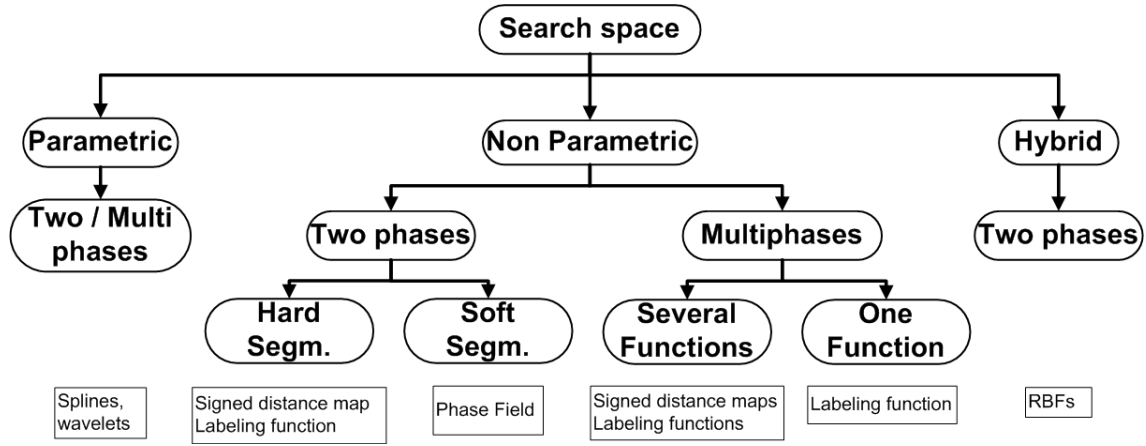 Search space
Parametric
Non Parametric
Hybrid
Two / Multi
phases
Two phases
Multiphases
Two phases
Hard
Segm.
Soft
Segm.
Several
Functions
One
Function
Splines,
wavelets
Signed distance map
Labeling function
Phase Field
Signed distance maps
Labeling functions
Labeling function
RBFs